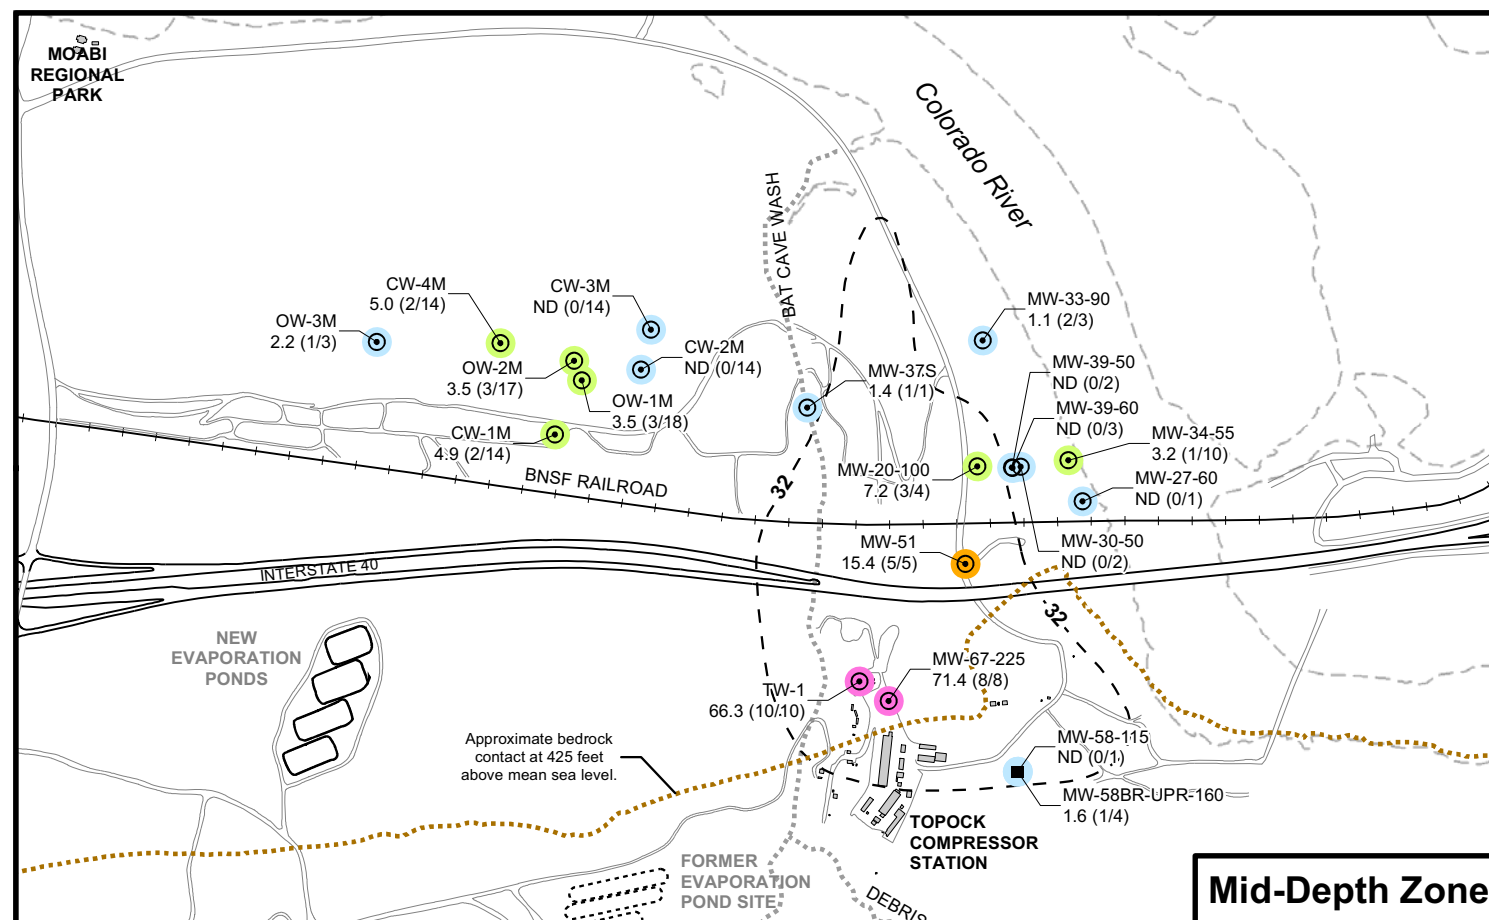 MOABI
REGIONAL
PARK
Colorado River
BAT CAVE WASH
CW-4M
5.0 (2/14)
CW-3M
ND (0/14)
OW-3M
2.2 (1/3)
MW-33-90
1.1 (2/3)
CW-2M
ND (0/14)
OW-2M
3.5 (3/17)
MW-37S
1.4 (1/1)
MW-39-50
ND (0/2)
OW-1M
3.5 (3/18)
MW-39-60
ND (0/3)
CW-1M
4.9 (2/14)
MW-34-55
3.2 (1/10)
MW-20-100
7.2 (3/4)
MW-27-60
ND (0/1)
32
BNSF RAILROAD
MW-51
15.4 (5/5)
MW-30-50
ND (0/2)
INTERSTATE 40
32
NEW
EVAPORATION
PONDS
MW-67-225
71.4 (8/8)
TW-1
66.3 (10/10)
Approximate bedrock
contact at 425 feet
above mean sea level.
MW-58-115
ND (0/1)
MW-58BR-UPR-160
1.6 (1/4)
TOPOCK
COMPRESSOR
STATION
FORMER
EVAPORATION
POND SITE
DEBRIS
Mid-Depth Zone